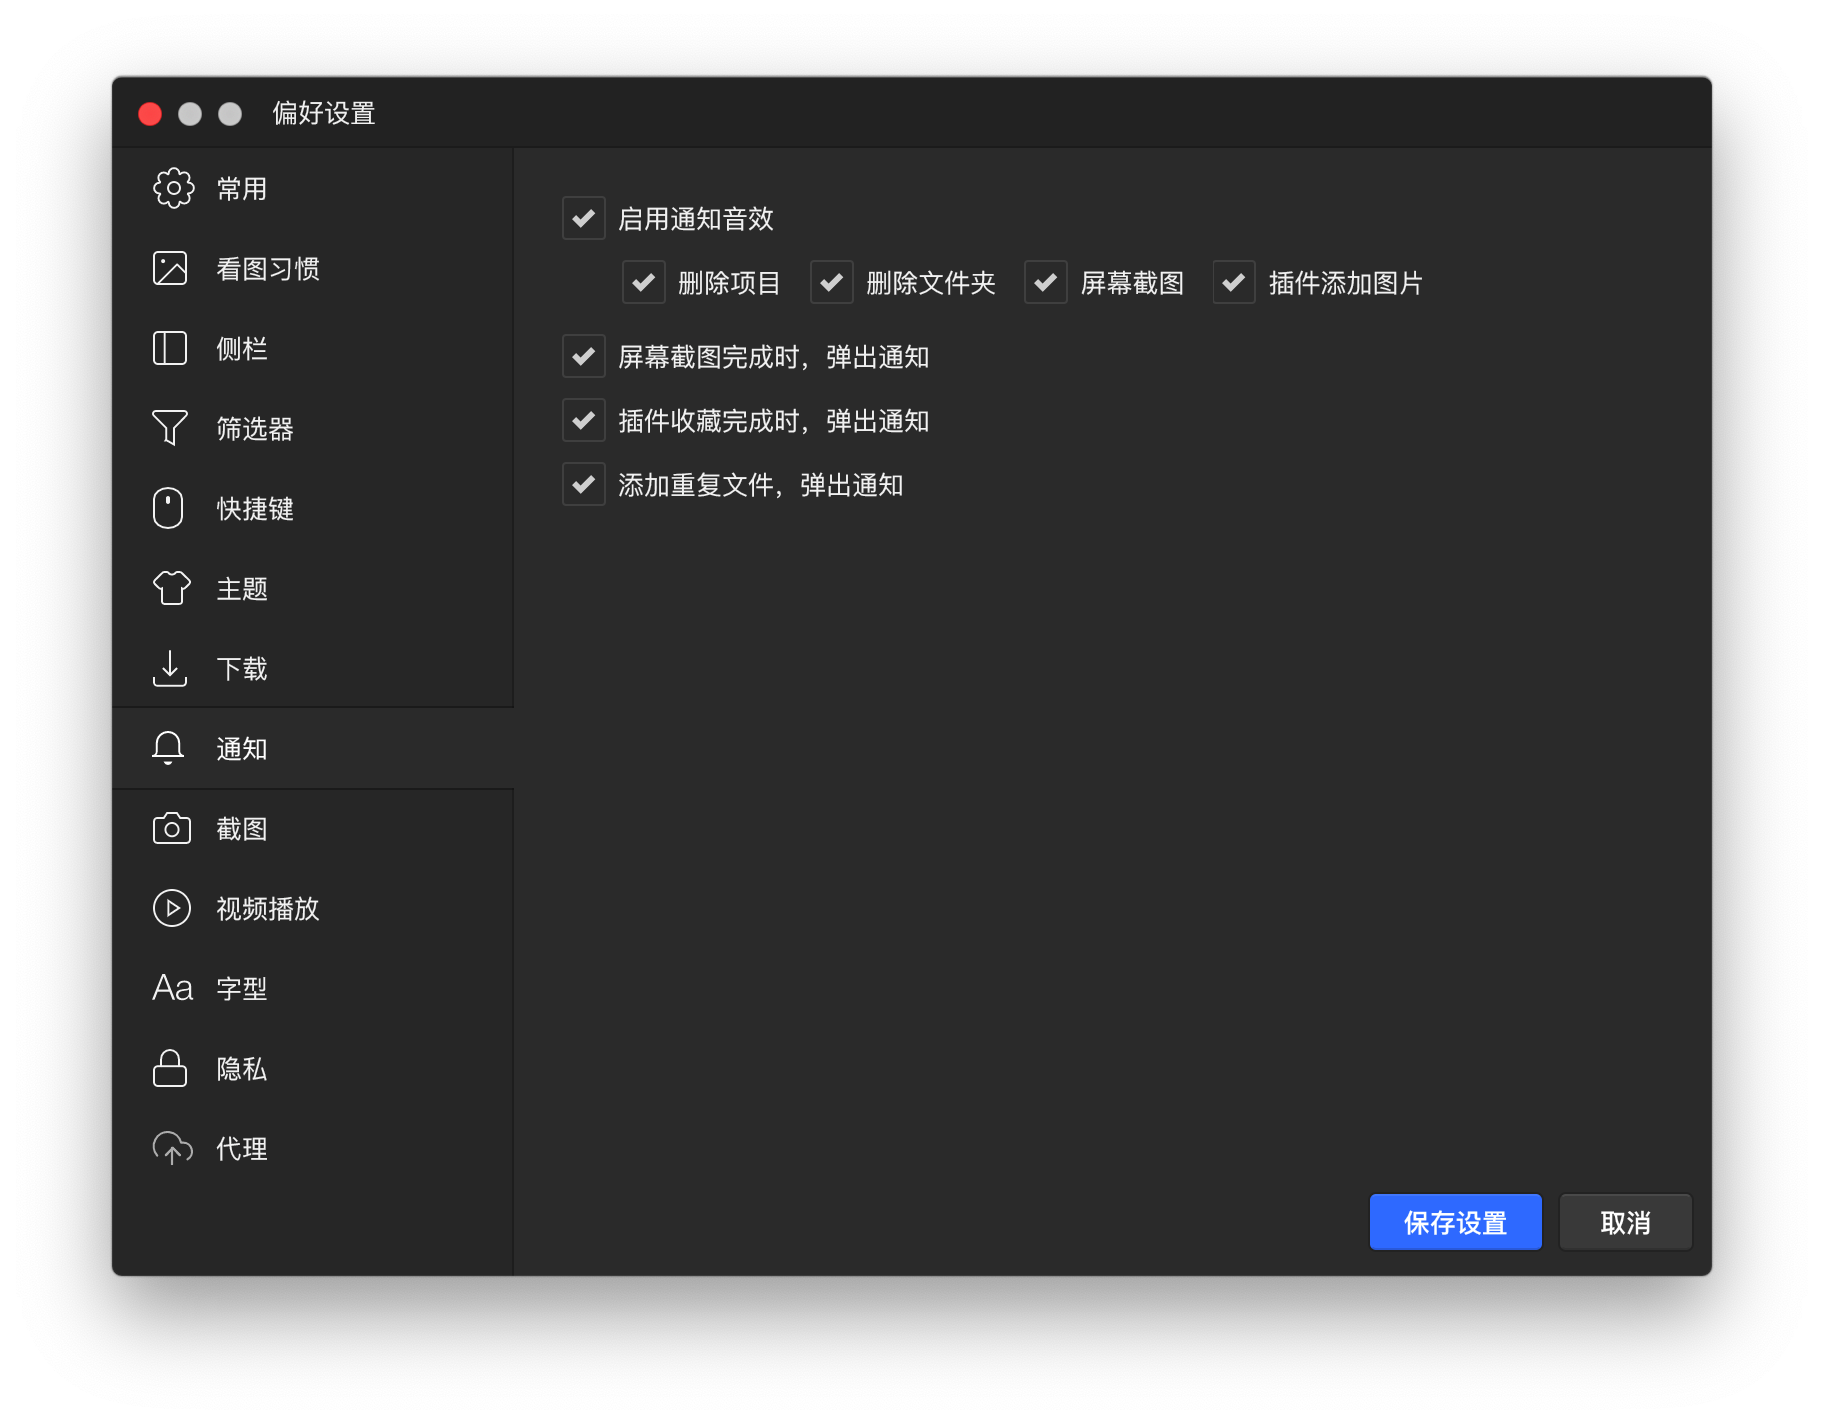 偏好设置
常用
看图习惯
侧栏
筛选器
快捷键
主题
下载
通知
截图
视频播放
Aa 字型
隐私
代理
启用通知音效
删除项目 删除文件夹 屏幕截图 插件添加图片
屏幕截图完成时，弹出通知
插件收藏完成时，弹出通知
添加重复文件，弹出通知
保存设置 取消